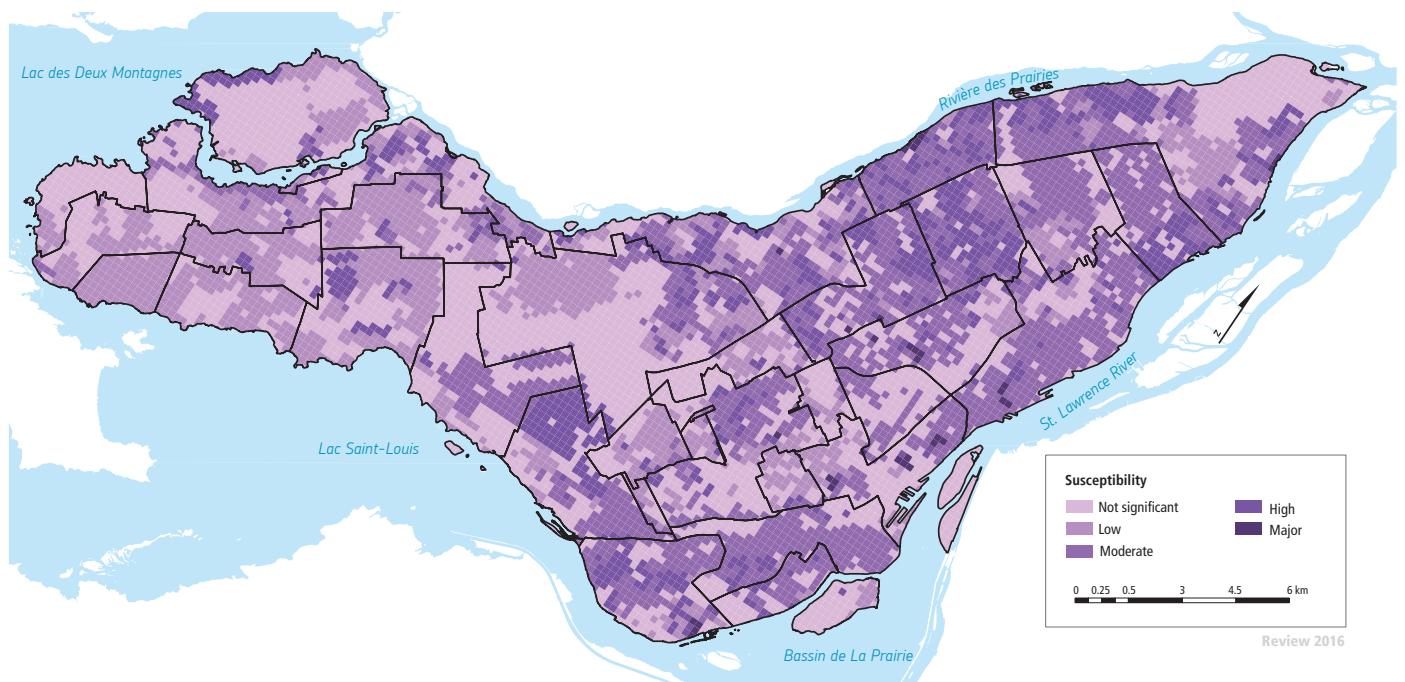 Lac des Deux Montagnes
Rivière des Prairies
N
St. Lawrence River
Lac Saint-Louis
Bassin de La Prairie
Susceptibility
Not significant
Low
Moderate
High
Major
0 0.25 0.5 3 4.5 6 km
Review 2016